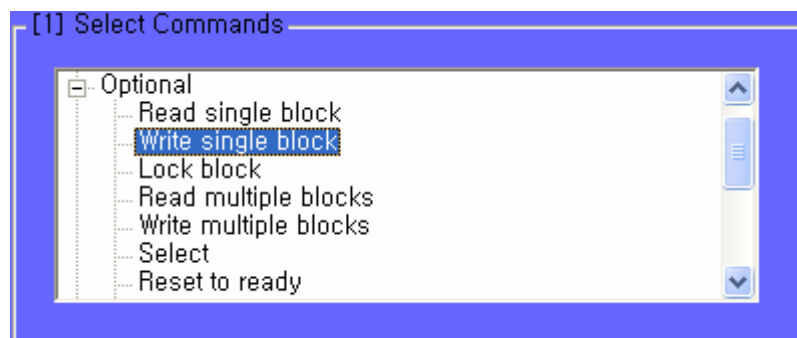 [1] Select Commands
Optional
Read single block
Write single block
Lock block
Read multiple blocks
Write multiple blocks
Select
Reset to ready